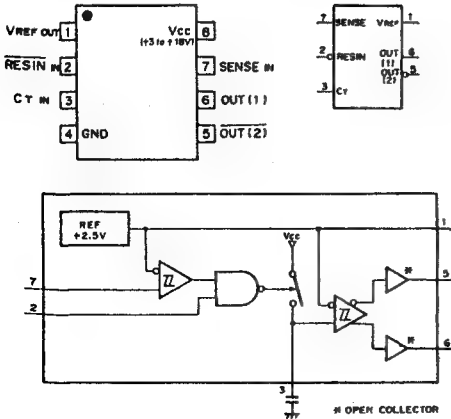 VREF OUT 1
8 VCC
(+3 to +18V)
RESIN IN 2
7 SENSE IN
CT IN 3
6 OUT(1)
4 GND
5 OUT(2)
7 SENSE VREF 1
2 RESIN
OUT 6
(1)
OUT 5
(2)
3 CT
REF
+2.5V
1
Vcc
7
2
*
5
*
6
3
* OPEN COLLECTOR